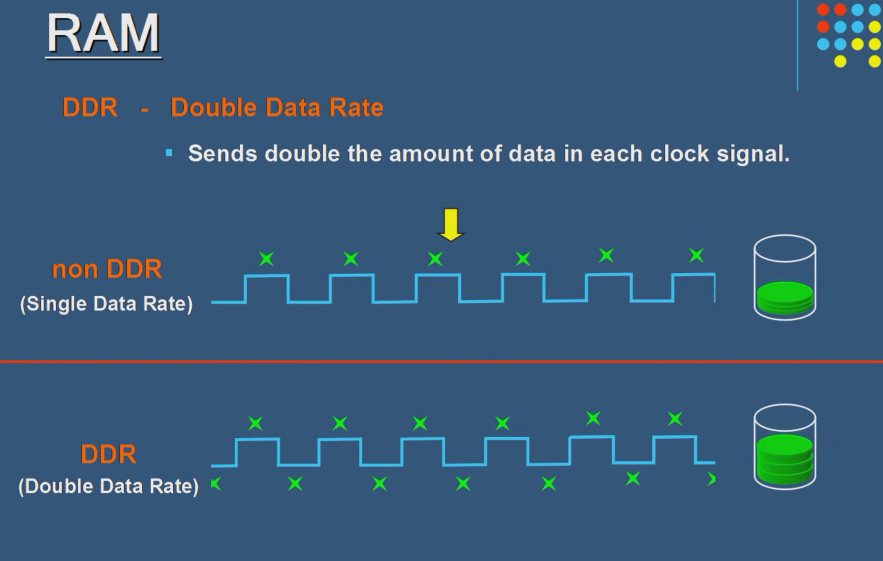 RAM
DDR - Double Data Rate
Sends double the amount of data in each clock signal.
non DDR
(Single Data Rate)
DDR
(Double Data Rate)